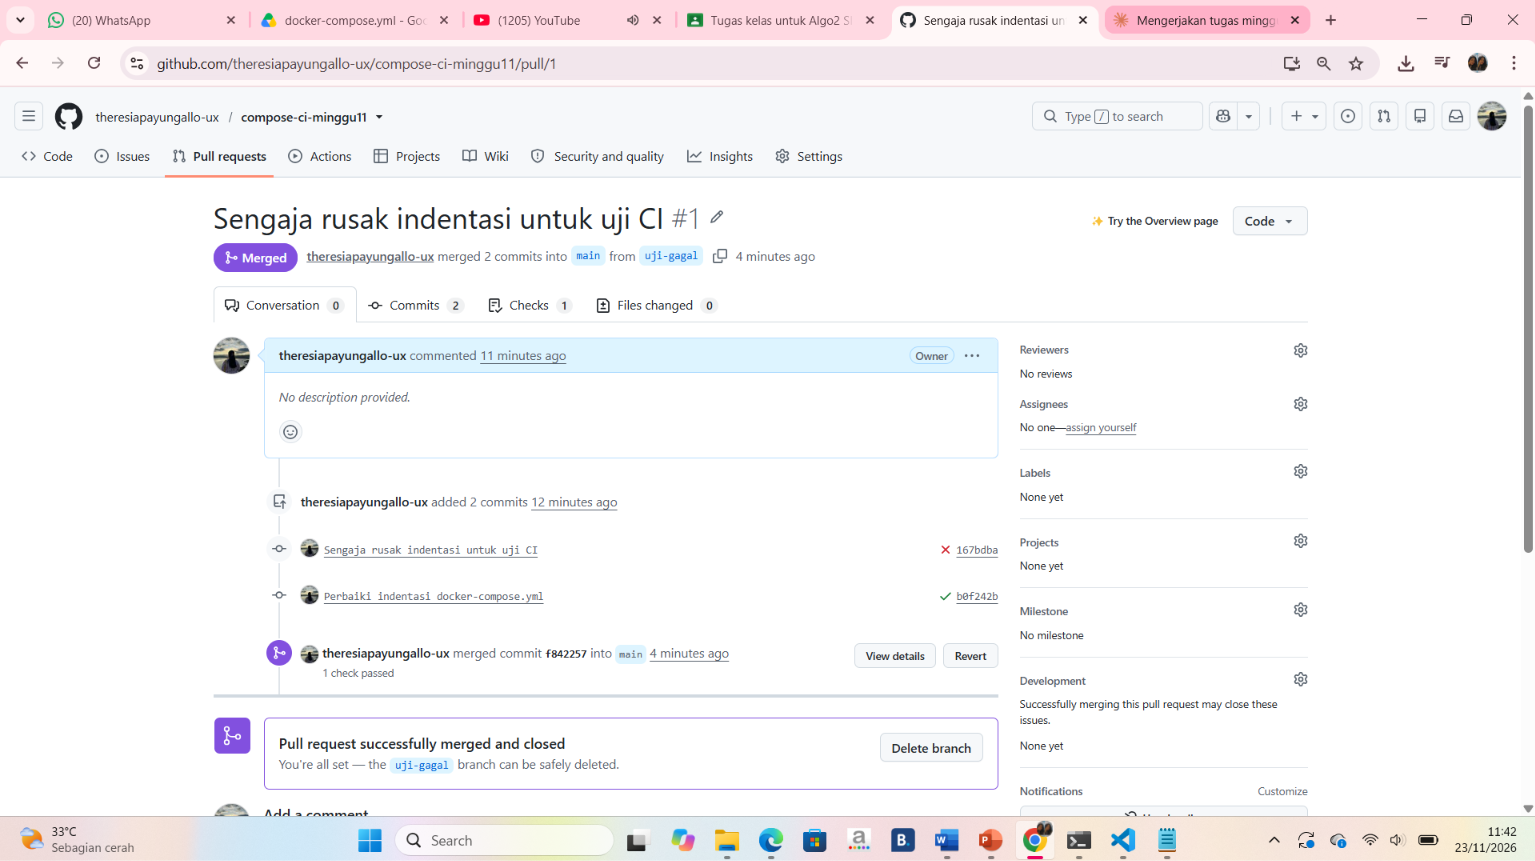 (20) WhatsApp
docker-compose.yml - Goo
(1205) YouTube
Tugas kelas untuk Algo2 S
Sengaja rusak indentasi un
Mengerjakan tugas mingg
github.com/theresiapayungallo-ux/compose-ci-minggu11/pull/1
theresiapayungallo-ux / compose-ci-minggu11
Type / to search
Code Issues Pull requests Actions Projects Wiki Security and quality Insights Settings
Sengaja rusak indentasi untuk uji CI #1
Try the Overview page
Code
Merged
theresiapayungallo-ux merged 2 commits into main from uji-gagal 4 minutes ago
Conversation 0 Commits 2 Checks 1 Files changed 0
theresiapayungallo-ux commented 11 minutes ago
Owner
No description provided.
theresiapayungallo-ux added 2 commits 12 minutes ago
Sengaja rusak indentasi untuk uji CI 167bdba
Perbaiki indentasi docker-compose.yml b0f242b
theresiapayungallo-ux merged commit f842257 into main 4 minutes ago
1 check passed
View details
Revert
Pull request successfully merged and closed
You're all set — the uji-gagal branch can be safely deleted.
Delete branch
Add a comment
Reviewers
No reviews
Assignees
No one—assign yourself
Labels
None yet
Projects
None yet
Milestone
No milestone
Development
Successfully merging this pull request may close these
issues.
None yet
Notifications
Customize
33°C
Sebagian cerah
Search
11:42
23/11/2026